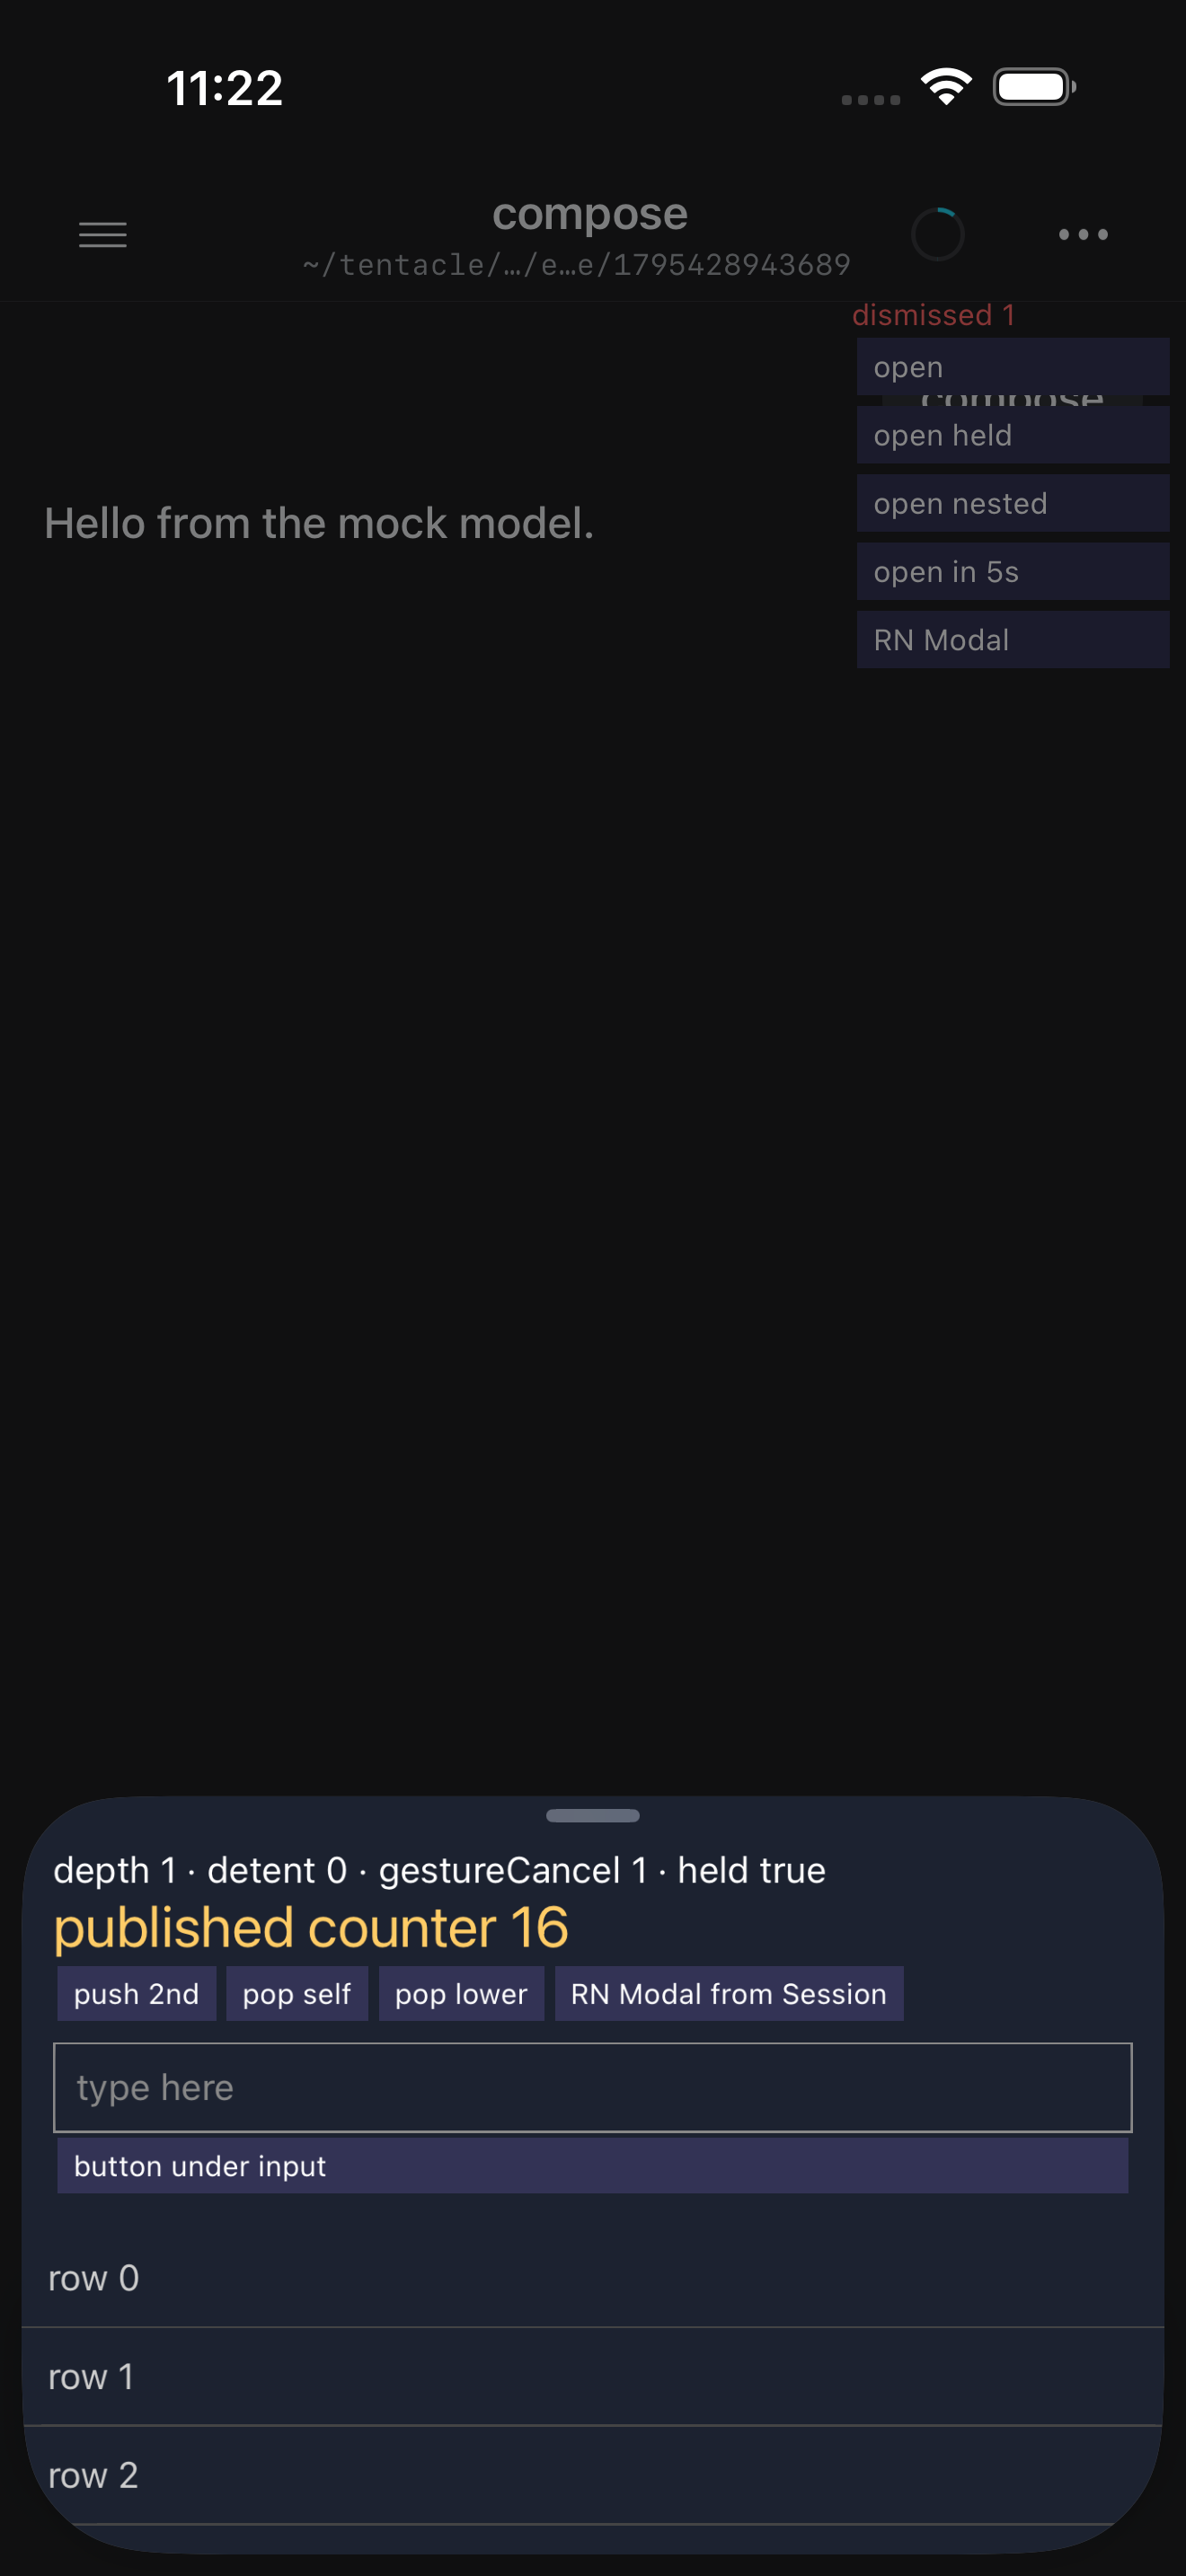 11:22
compose
~/tentacle/…/e…e/1795428943689
dismissed 1
open
compose
open held
open nested
Hello from the mock model.
open in 5s
RN Modal
depth 1 · detent 0 · gestureCancel 1 · held true
published counter 16
push 2nd pop self pop lower RN Modal from Session
type here
button under input
row 0
row 1
row 2